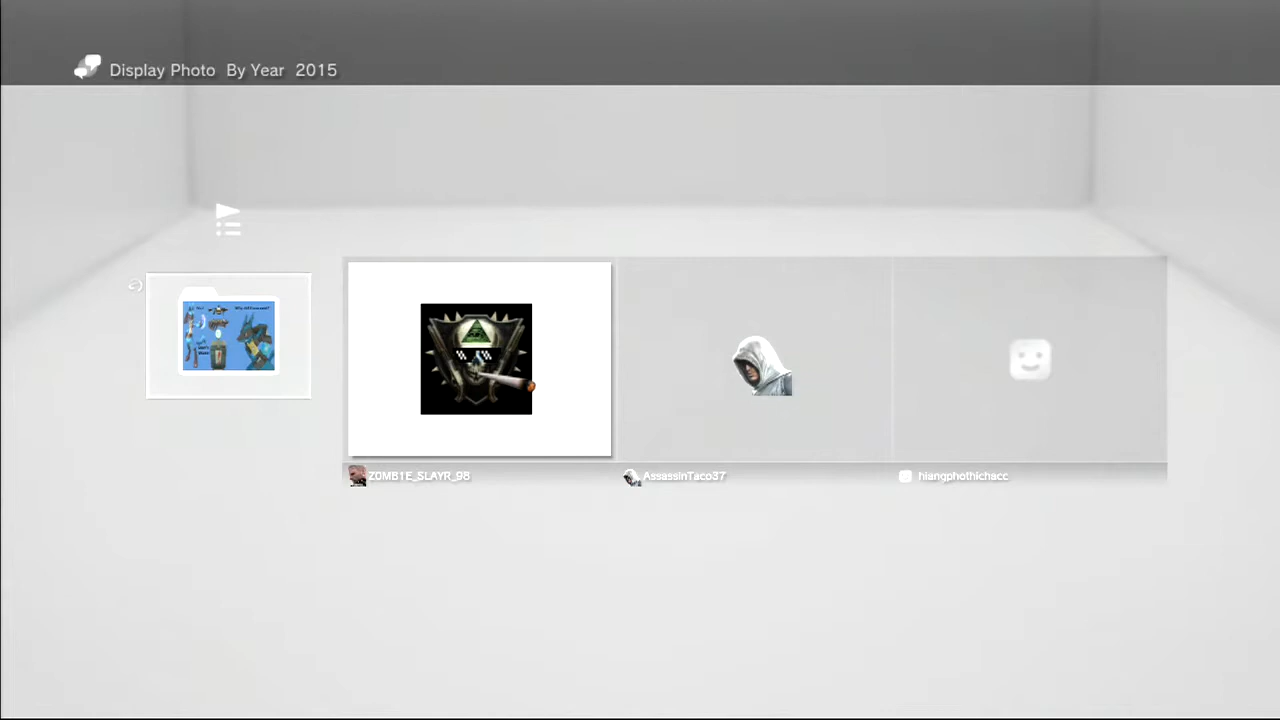 Display Photo By Year 2015
ZOMB1E_SLAYR_98
AssassinTaco37
hiangphothichacc